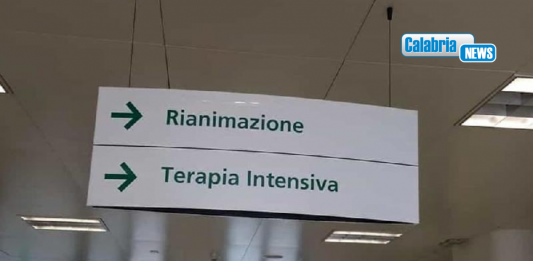 Calabria
NEWS
Rianimazione
Terapia Intensiva